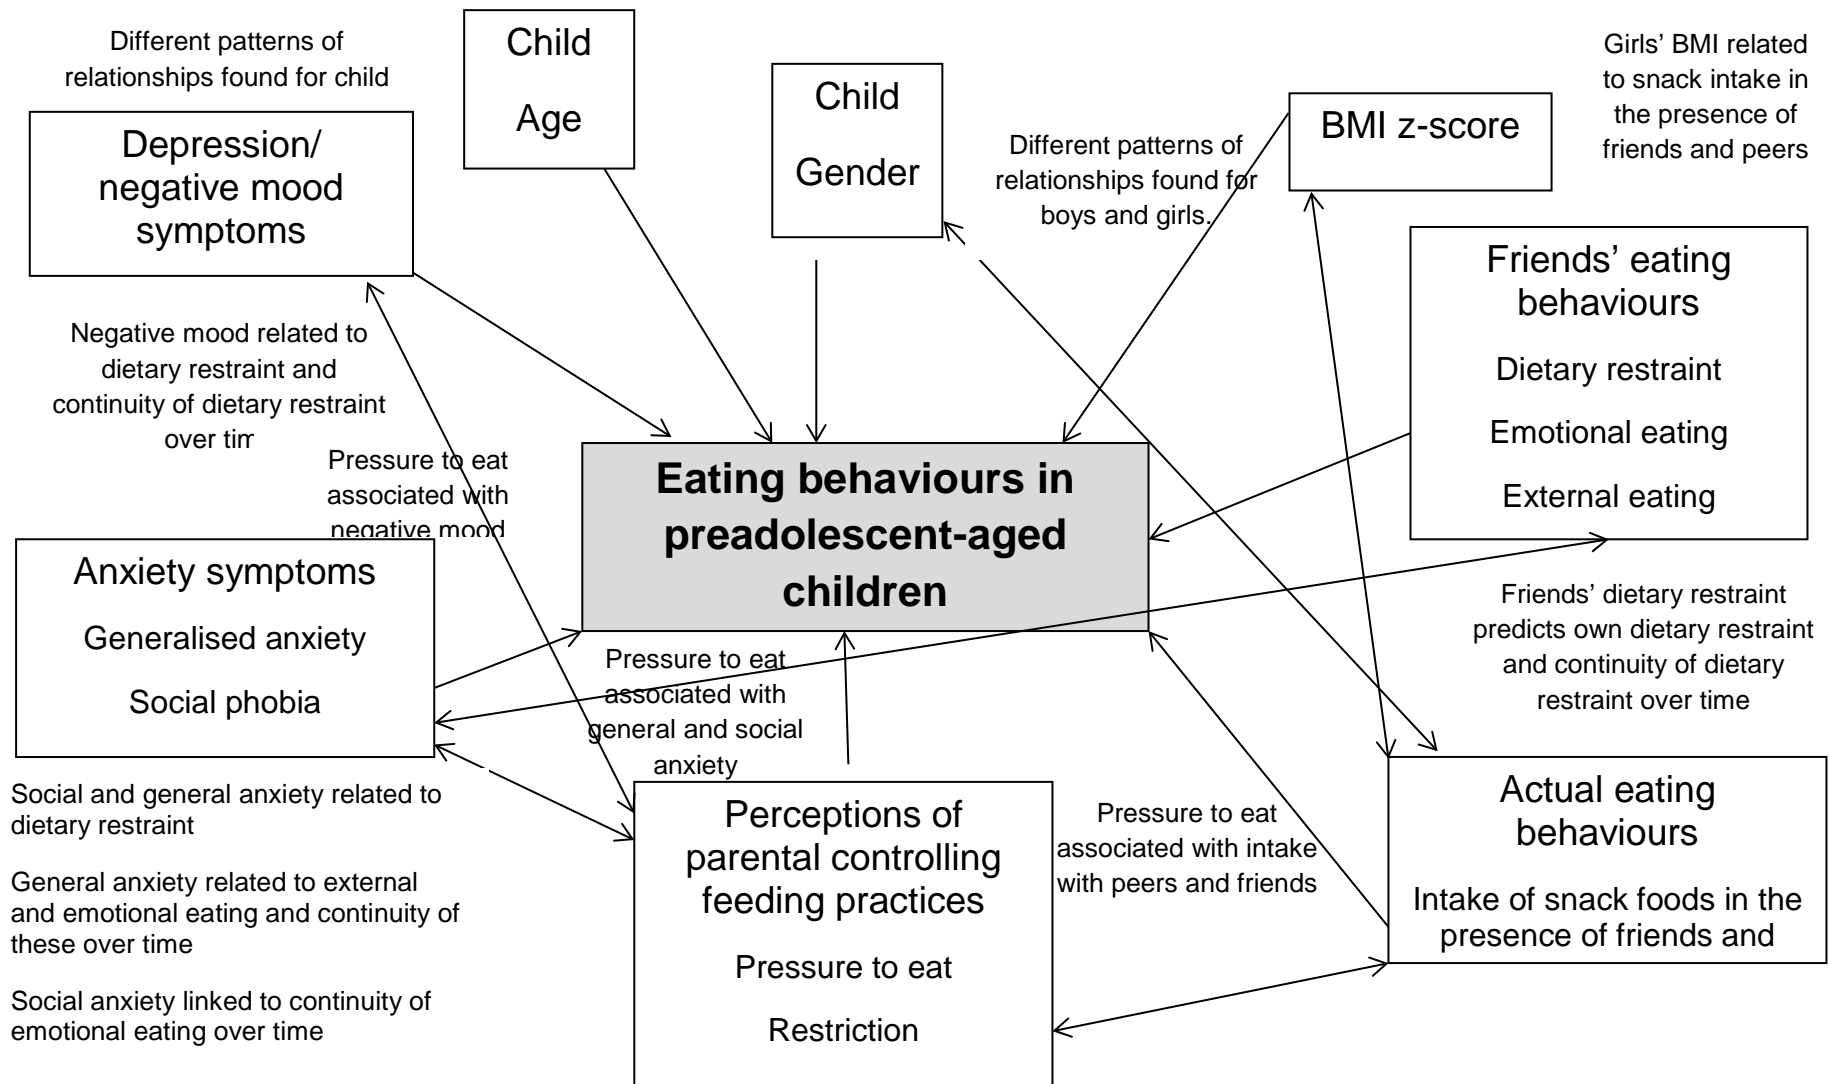 Different patterns of
relationships found for child
Child
Age
Child
Gender
Different patterns of
relationships found for
boys and girls.
BMI z-score
Girls’ BMI related
to snack intake in
the presence of
friends and peers
Depression/
negative mood
symptoms
Friends’ eating
behaviours
Dietary restraint
Emotional eating
External eating
Negative mood related to
dietary restraint and
continuity of dietary restraint
over
Pressure to eat
associated with
negative mood
Eating behaviours in
preadolescent-aged
children
Anxiety symptoms
Generalised anxiety
Social phobia
Pressure to eat
associated with
general and social
anxiety
Friends’ dietary restraint
predicts own dietary restraint
and continuity of dietary
restraint over time
Social and general anxiety related to
dietary restraint
General anxiety related to external
and emotional eating and continuity of
these over time
Social anxiety linked to continuity of
emotional eating over time
Perceptions of
parental controlling
feeding practices
Pressure to eat
Restriction
Pressure to eat
associated with intake
with peers and friends
Actual eating
behaviours
Intake of snack foods in the
presence of friends and